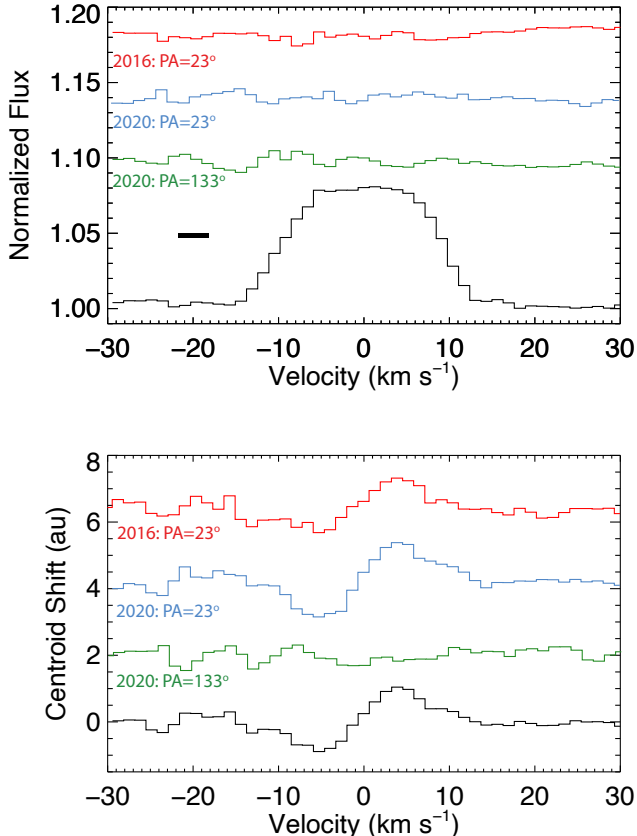 1.20
2016: PA=23°
1.15
2020: PA=23°
1.10
2020: PA=133°
1.05
1.00
Normalized Flux
−30 −20 −10 0 10 20 30
Velocity (km s⁻¹)
8
6
2016: PA=23°
4
2020: PA=23°
2
2020: PA=133°
0
Centroid Shift (au)
−30 −20 −10 0 10 20 30
Velocity (km s⁻¹)